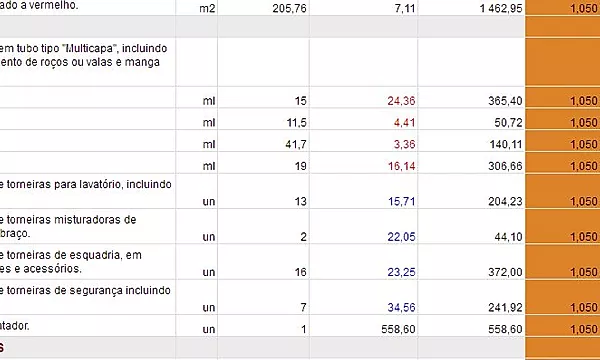 ado a vermelho. m2 205,76 7,11 1 462,95 1,050
em tubo tipo "Multicapa", incluindo
ento de roços ou valas e manga
ml 15 24,36 365,40 1,050
ml 11,5 4,41 50,72 1,050
ml 41,7 3,36 140,11 1,050
ml 19 16,14 306,66 1,050
e torneiras para lavatório, incluindo
un 13 15,71 204,23 1,050
e torneiras misturadoras de
braço. un 2 22,05 44,10 1,050
e torneiras de esquadria, em
es e acessórios. un 16 23,25 372,00 1,050
e torneiras de segurança incluindo
un 7 34,56 241,92 1,050
tador. un 1 558,60 558,60 1,050
S